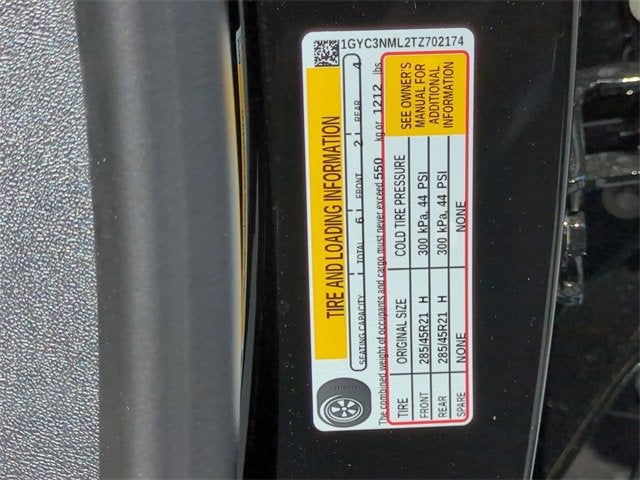 1GYC3NML2TZ702174
TIRE AND LOADING INFORMATION
SEATING CAPACITY TOTAL 6 FRONT 2 REAR 4
The combined weight of occupants and cargo must never exceed 550 kg or 1212 lbs
TIRE ORIGINAL SIZE COLD TIRE PRESSURE
FRONT 285/45R21 H 300 kPa, 44 PSI
REAR 285/45R21 H 300 kPa, 44 PSI
SPARE NONE NONE
SEE OWNER'S
MANUAL FOR
ADDITIONAL
INFORMATION